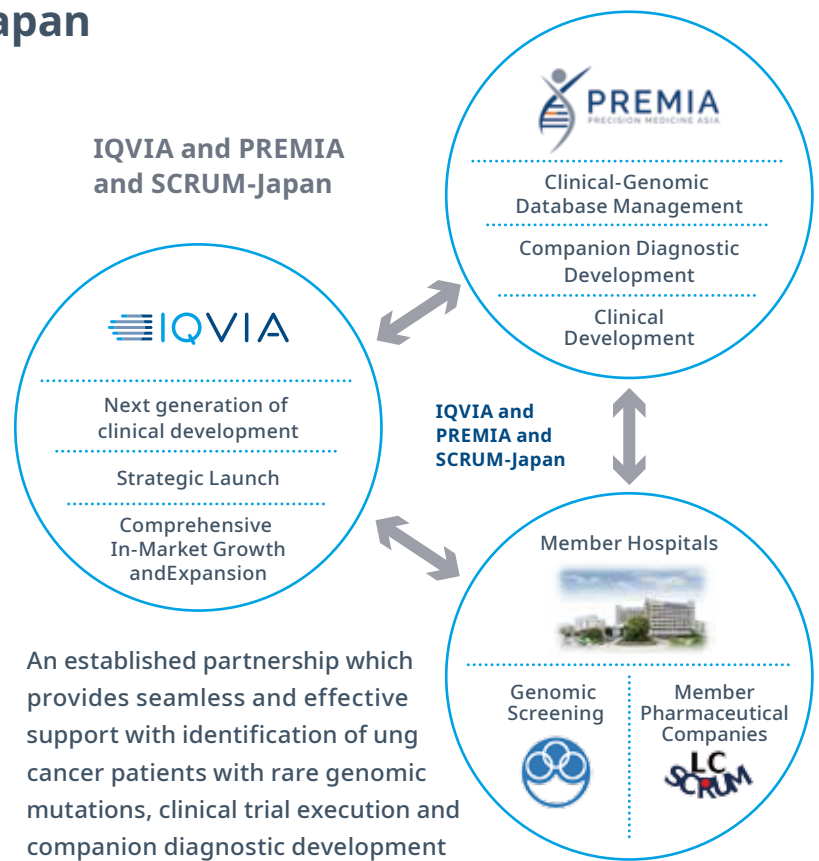 apan
IQVIA and PREMIA
and SCRUM-Japan
PREMIA
PRECISION MEDICINE ASIA
Clinical-Genomic
Database Management
Companion Diagnostic
Development
Clinical
Development
IQVIA
Next generation of
clinical development
Strategic Launch
Comprehensive
In-Market Growth
andExpansion
IQVIA and
PREMIA and
SCRUM-Japan
Member Hospitals
Genomic
Screening
Member
Pharmaceutical
Companies
LC
SCRUM
An established partnership which
provides seamless and effective
support with identification of ung
cancer patients with rare genomic
mutations, clinical trial execution and
companion diagnostic development